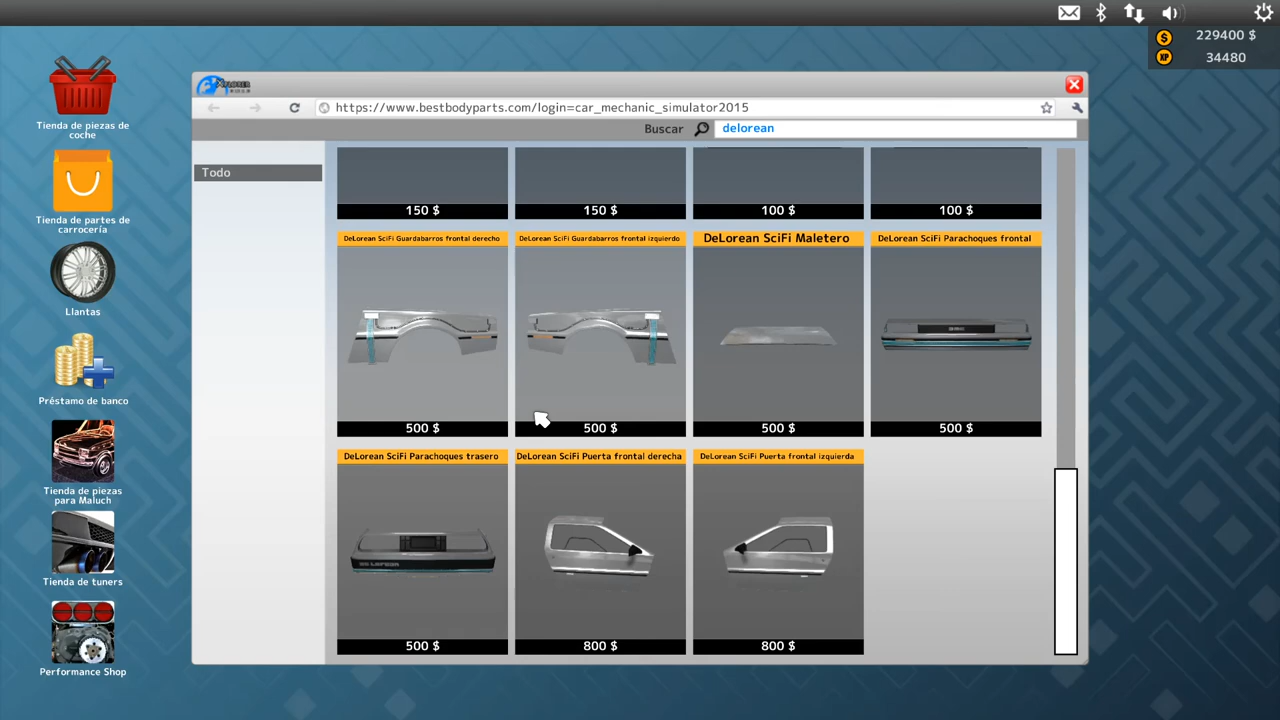 229400 $
XP
34480
Tienda de piezas de
coche
Tienda de partes de
carrocería
Llantas
Préstamo de banco
Tienda de piezas
para Maluch
Tienda de tuners
Performance Shop
https://www.bestbodyparts.com/login=car_mechanic_simulator2015
Buscar
delorean
Todo
150 $
150 $
100 $
100 $
DeLorean SciFi Guardabarros frontal derecho
DeLorean SciFi Guardabarros frontal izquierdo
DeLorean SciFi Maletero
DeLorean SciFi Parachoques frontal
500 $
500 $
500 $
500 $
DeLorean SciFi Parachoques trasero
DeLorean SciFi Puerta frontal derecha
DeLorean SciFi Puerta frontal izquierda
500 $
800 $
800 $